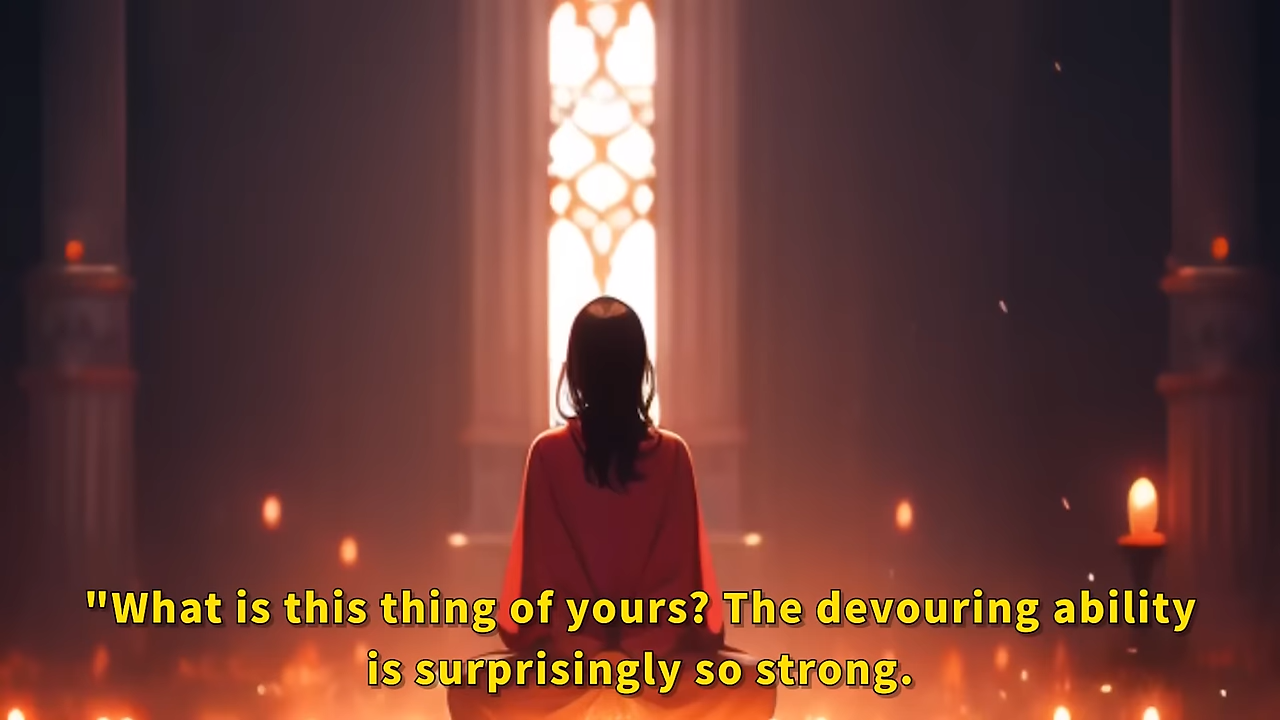 "What is this thing of yours? The devouring ability
is surprisingly so strong.